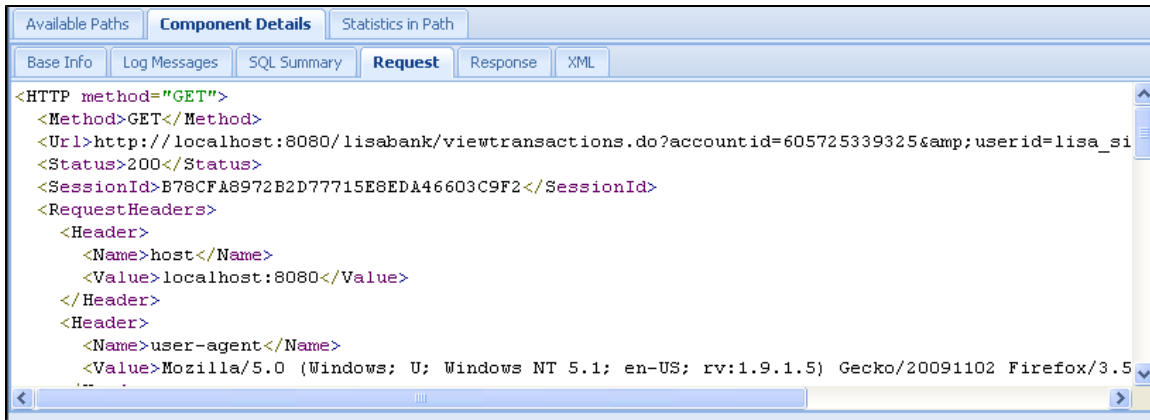 Available Paths Component Details Statistics in Path
Base Info Log Messages SQL Summary Request Response XML
<HTTP method="GET">
<Method>GET</Method>
<Url>http://localhost:8080/lisabank/viewtransactions.do?accountid=605725339325&amp;userid=lisa_si
<Status>200</Status>
<SessionId>B78CFA8972B2D77715E8EDA46603C9F2</SessionId>
<RequestHeaders>
<Header>
<Name>host</Name>
<Value>localhost:8080</Value>
</Header>
<Header>
<Name>user-agent</Name>
<Value>Mozilla/5.0 (Windows; U; Windows NT 5.1; en-US; rv:1.9.1.5) Gecko/20091102 Firefox/3.5